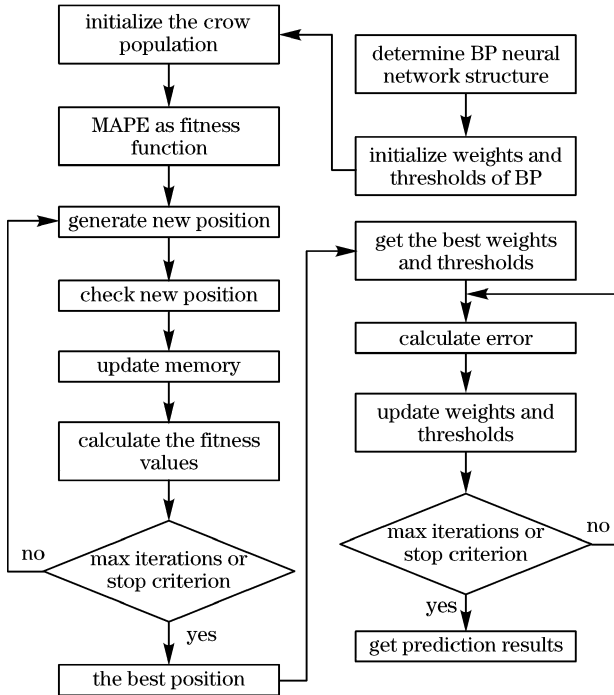 initialize the crow
population
MAPE as fitness
function
generate new position
check new position
update memory
calculate the fitness
values
no
max iterations or
stop criterion
yes
the best position
determine BP neural
network structure
initialize weights and
thresholds of BP
get the best weights
and thresholds
calculate error
update weights and
thresholds
no
max iterations or
stop criterion
yes
get prediction results